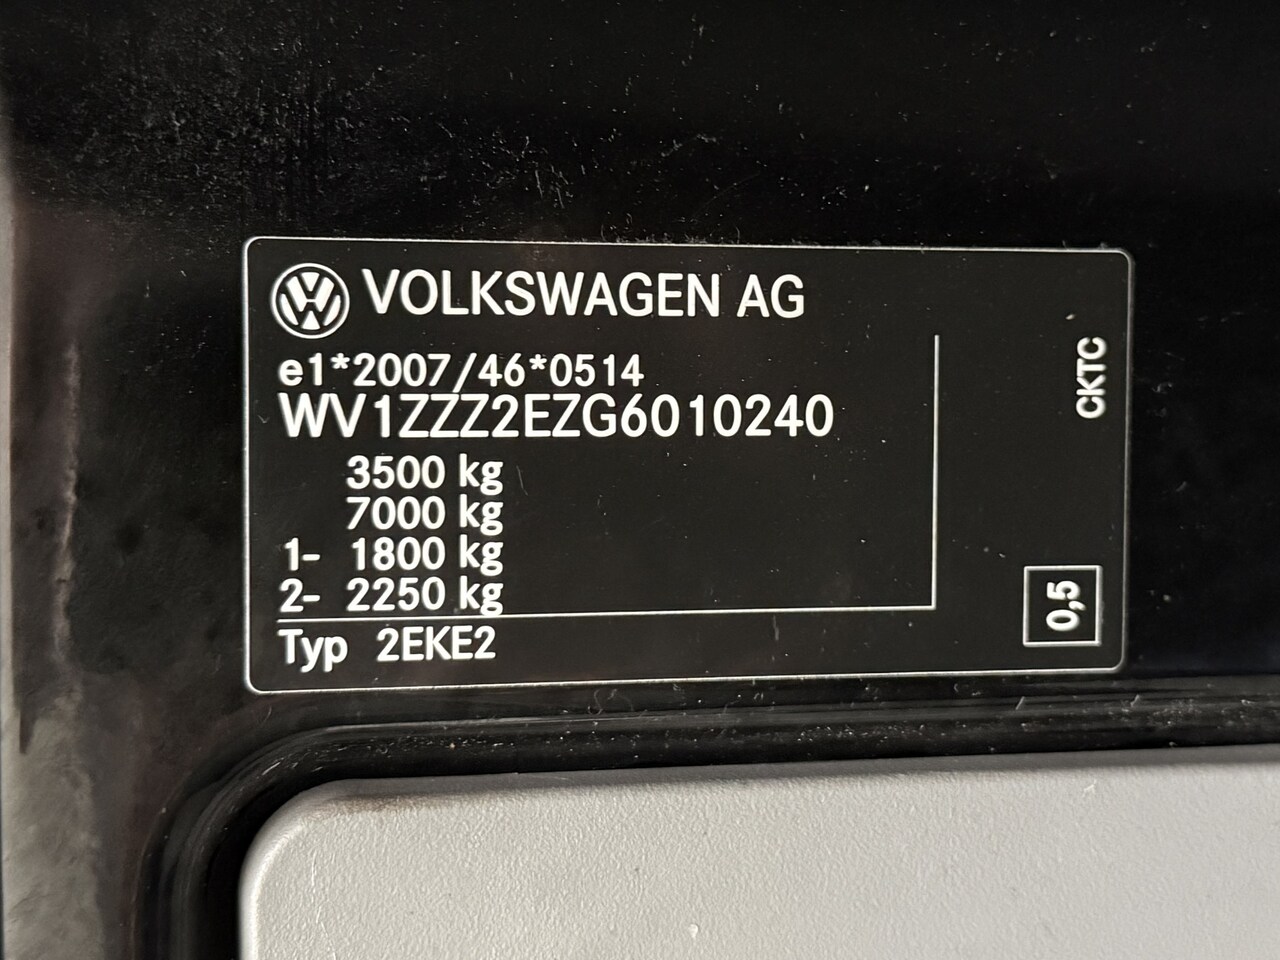 VOLKSWAGEN AG
e1*2007/46*0514
WV1ZZZ2EZG6010240
3500 kg
7000 kg
1- 1800 kg
2- 2250 kg
Typ 2EKE2
CKTC
0,5